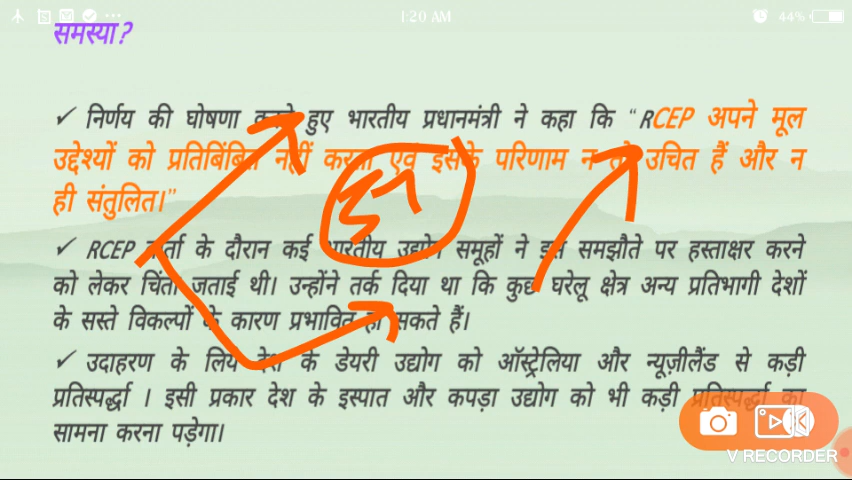 1:20 AM
44%
समस्या?
✓ निर्णय की घोषणा करते हुए भारतीय प्रधानमंत्री ने कहा कि “RCEP अपने मूल
उद्देश्यों को प्रतिबिंबित नहीं करता एवं इसके परिणाम न तो उचित हैं और न
ही संतुलित।”
✓ RCEP वार्ता के दौरान कई भारतीय उद्योग समूहों ने इस समझौते पर हस्ताक्षर करने
को लेकर चिंता जताई थी। उन्होंने तर्क दिया था कि कुछ घरेलू क्षेत्र अन्य प्रतिभागी देशों
के सस्ते विकल्पों के कारण प्रभावित हो सकते हैं।
✓ उदाहरण के लिये देश के डेयरी उद्योग को ऑस्ट्रेलिया और न्यूज़ीलैंड से कड़ी
प्रतिस्पर्द्धा । इसी प्रकार देश के इस्पात और कपड़ा उद्योग को भी कड़ी प्रतिस्पर्द्धा का
सामना करना पड़ेगा।
V RECORDER